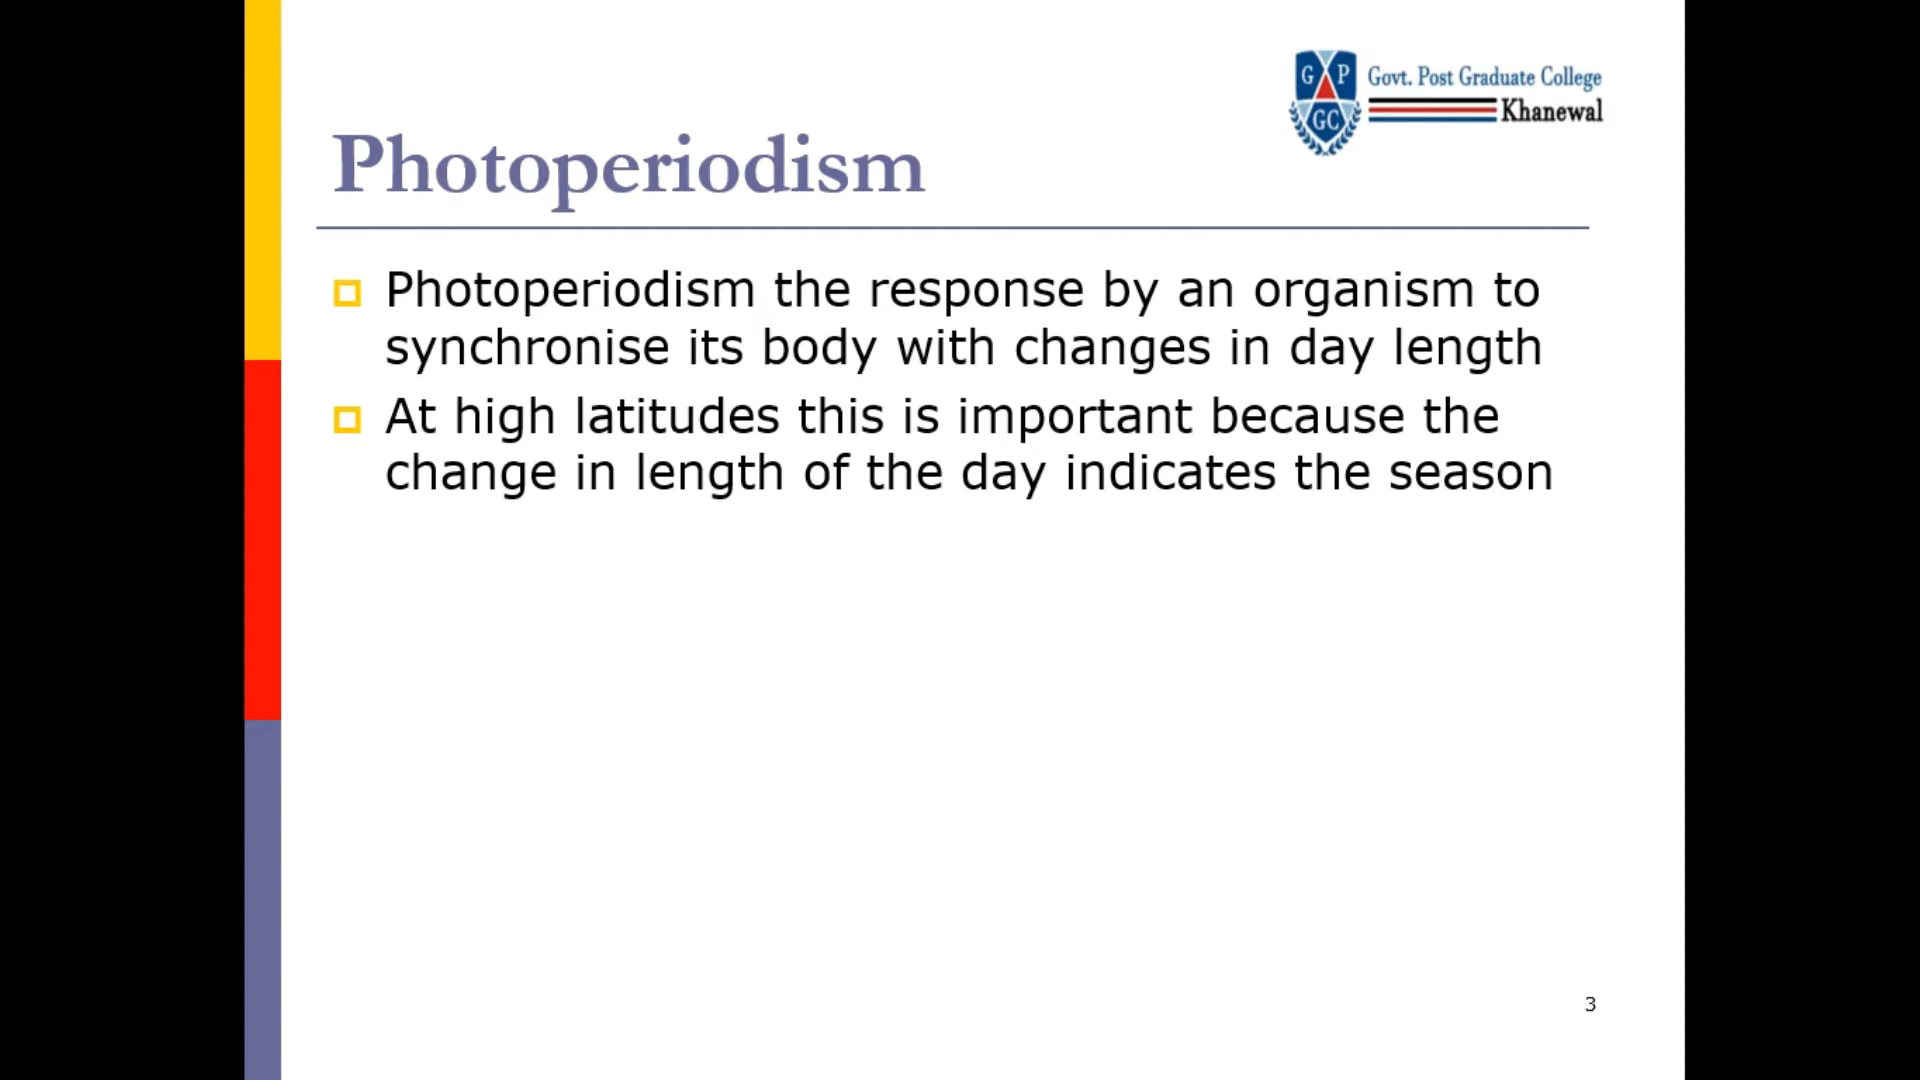 G P
GC
Govt. Post Graduate College
Khanewal
Photoperiodism
Photoperiodism the response by an organism to
synchronise its body with changes in day length
At high latitudes this is important because the
change in length of the day indicates the season
3